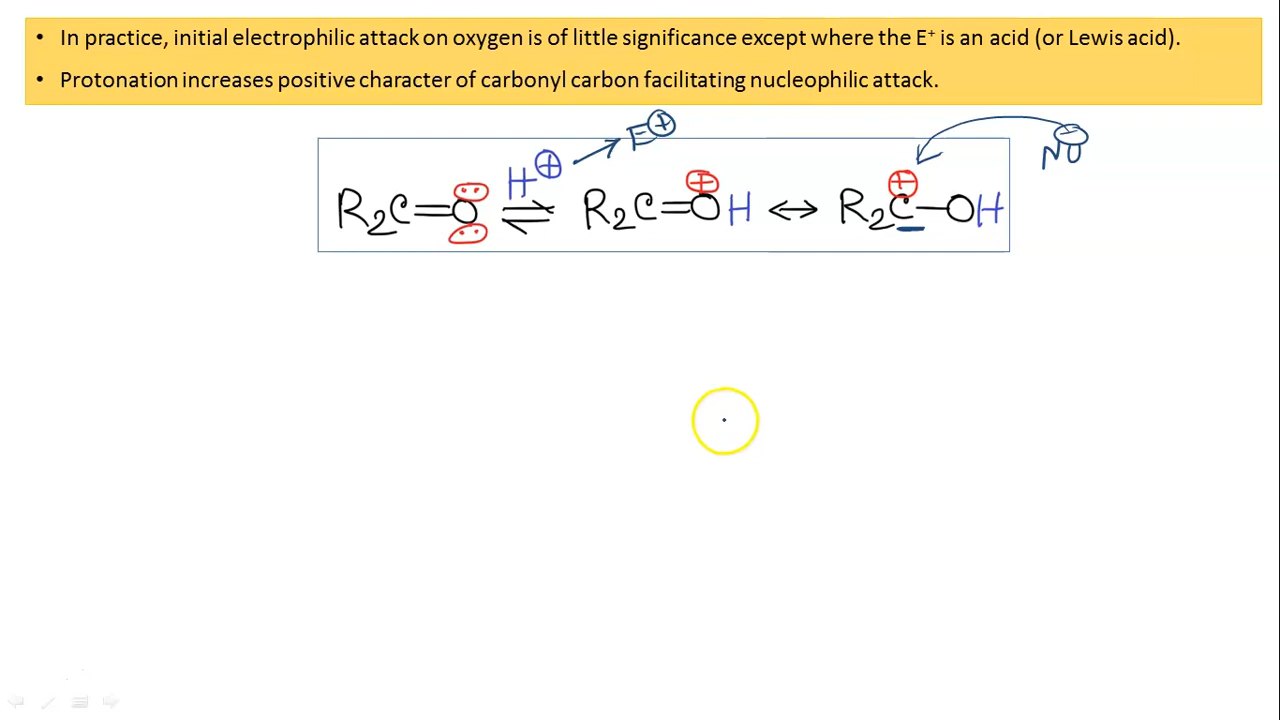 • In practice, initial electrophilic attack on oxygen is of little significance except where the E⁺ is an acid (or Lewis acid).
• Protonation increases positive character of carbonyl carbon facilitating nucleophilic attack.
H⊕ → E⊕
Nu⊖
R₂C=O ⇌ R₂C=O⊕H ↔ R₂C⊕—OH